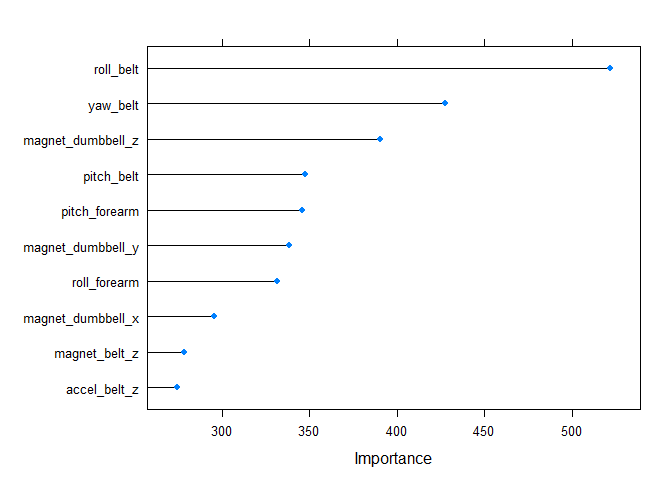 roll_belt
yaw_belt
magnet_dumbbell_z
pitch_belt
pitch_forearm
magnet_dumbbell_y
roll_forearm
magnet_dumbbell_x
magnet_belt_z
accel_belt_z
300 350 400 450 500
Importance